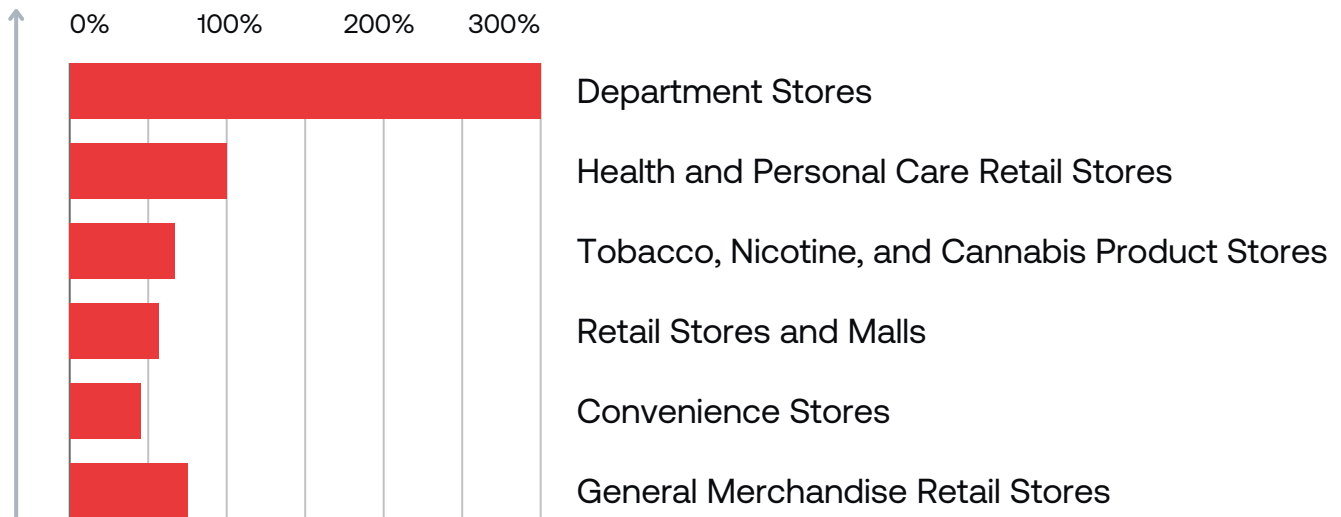 0% 100% 200% 300%
Department Stores
Health and Personal Care Retail Stores
Tobacco, Nicotine, and Cannabis Product Stores
Retail Stores and Malls
Convenience Stores
General Merchandise Retail Stores